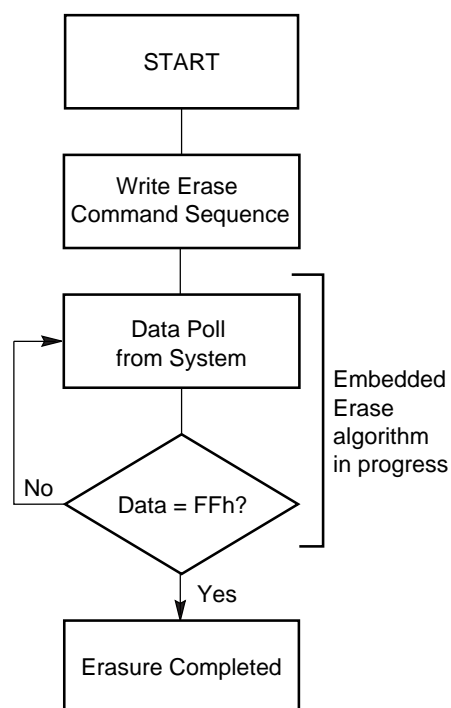 START
Write Erase
Command Sequence
Data Poll
from System
Embedded
Erase
algorithm
in progress
No
Data = FFh?
Yes
Erasure Completed